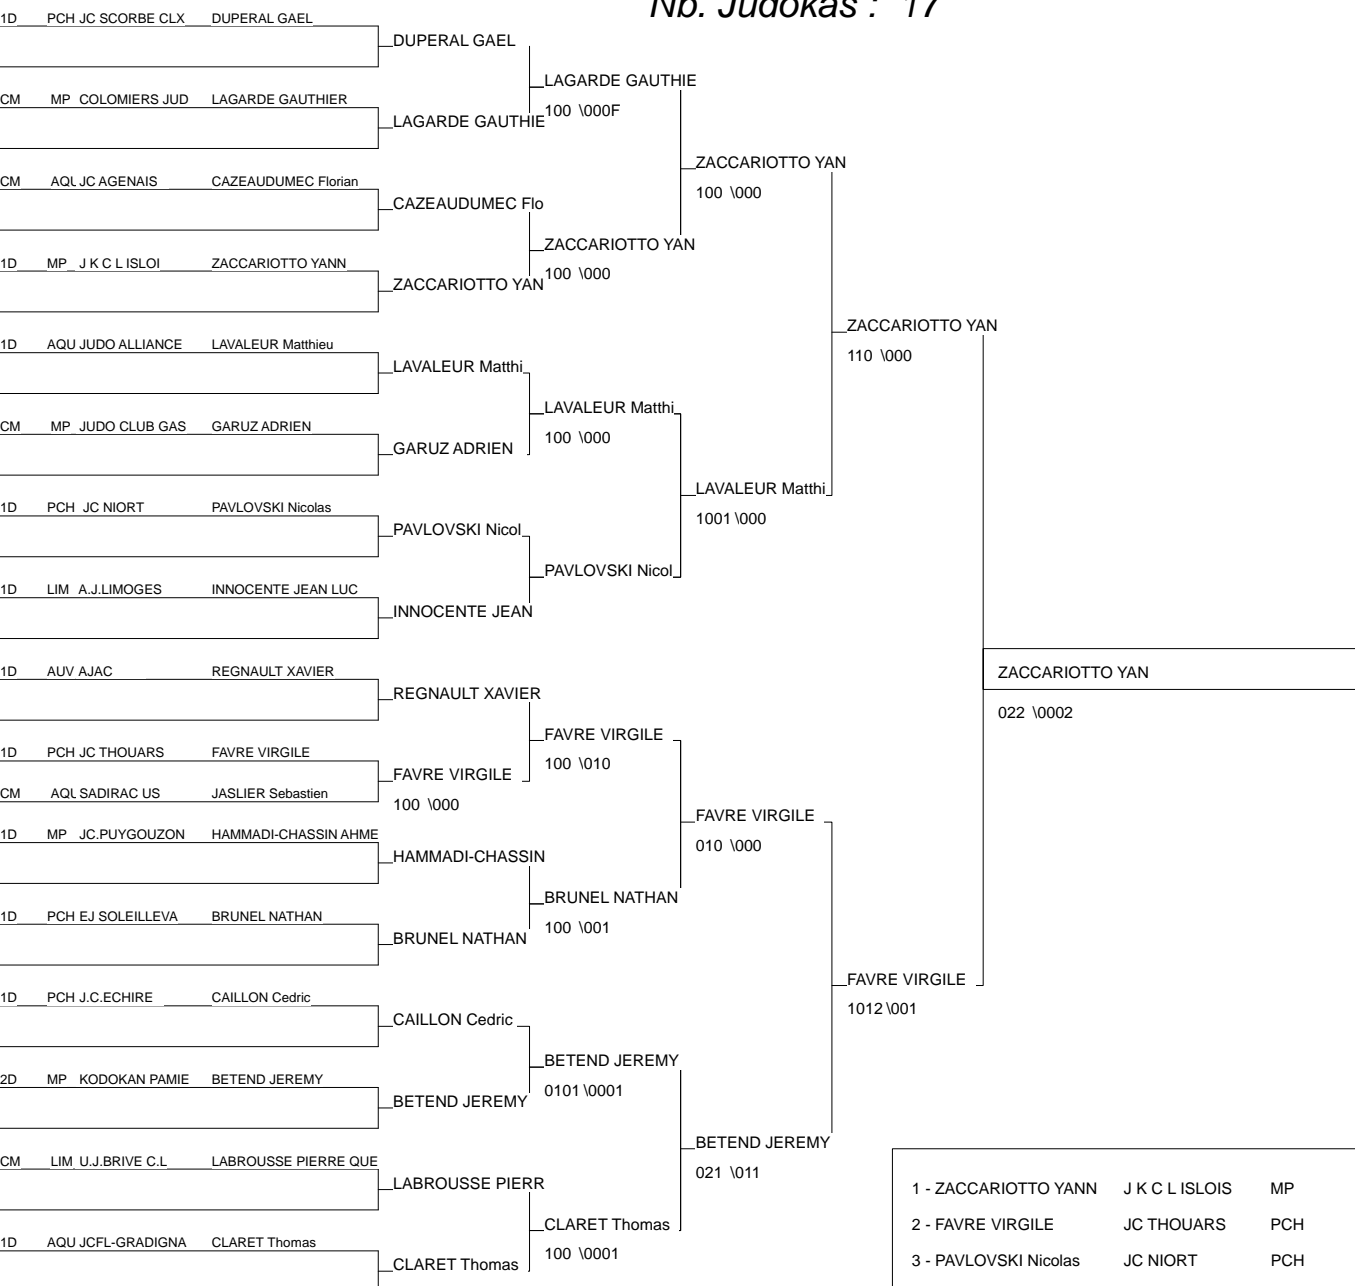 Nb. Judokas : 17
1D PCH JC SCORBE CLX DUPERAL GAEL
DUPERAL GAEL
LAGARDE GAUTHIE
CM MP COLOMIERS JUD LAGARDE GAUTHIER
100 \000F
LAGARDE GAUTHIE
ZACCARIOTTO YAN
CM AQU JC AGENAIS CAZEAUDUMEC Florian
100 \000
CAZEAUDUMEC Flo
ZACCARIOTTO YAN
1D MP J K C L ISLOI ZACCARIOTTO YANN
100 \000
ZACCARIOTTO YAN
ZACCARIOTTO YAN
1D AQU JUDO ALLIANCE LAVALEUR Matthieu
110 \000
LAVALEUR Matthi
LAVALEUR Matthi
CM MP JUDO CLUB GAS GARUZ ADRIEN
100 \000
GARUZ ADRIEN
LAVALEUR Matthi
1D PCH JC NIORT PAVLOVSKI Nicolas
1001 \000
PAVLOVSKI Nicol
PAVLOVSKI Nicol
1D LIM A.J.LIMOGES INNOCENTE JEAN LUC
INNOCENTE JEAN
1D AUV AJAC REGNAULT XAVIER
ZACCARIOTTO YAN
REGNAULT XAVIER
022 \0002
FAVRE VIRGILE
1D PCH JC THOUARS FAVRE VIRGILE
100 \010
FAVRE VIRGILE
CM AQU SADIRAC US JASLIER Sebastien
100 \000
FAVRE VIRGILE
1D MP JC.PUYGOUZON HAMMADI-CHASSIN AHME
010 \000
HAMMADI-CHASSIN
BRUNEL NATHAN
1D PCH EJ SOLEILLEVA BRUNEL NATHAN
100 \001
BRUNEL NATHAN
FAVRE VIRGILE
1D PCH J.C.ECHIRE CAILLON Cedric
1012 \001
CAILLON Cedric
BETEND JEREMY
2D MP KODOKAN PAMIE BETEND JEREMY
0101 \0001
BETEND JEREMY
BETEND JEREMY
CM LIM U.J.BRIVE C.L LABROUSSE PIERRE QUE
021 \011
LABROUSSE PIERR
1 - ZACCARIOTTO YANN J K C L ISLOIS MP
CLARET Thomas
2 - FAVRE VIRGILE JC THOUARS PCH
1D AQU JCFL-GRADIGNA CLARET Thomas
100 \0001
3 - PAVLOVSKI Nicolas JC NIORT PCH
CLARET Thomas